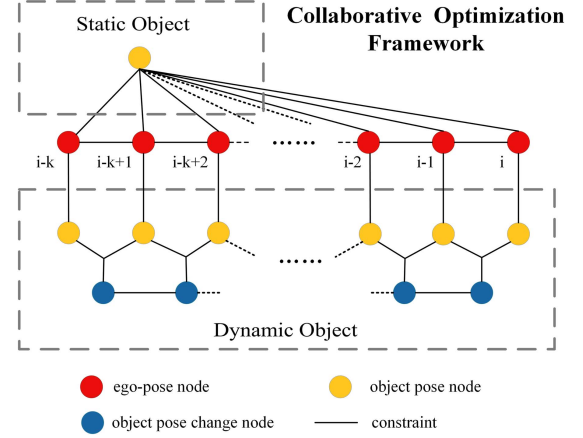 Static Object
Collaborative Optimization
Framework
i-k
i-k+1
i-k+2
......
i-2
i-1
i
......
Dynamic Object
ego-pose node
object pose node
object pose change node
constraint